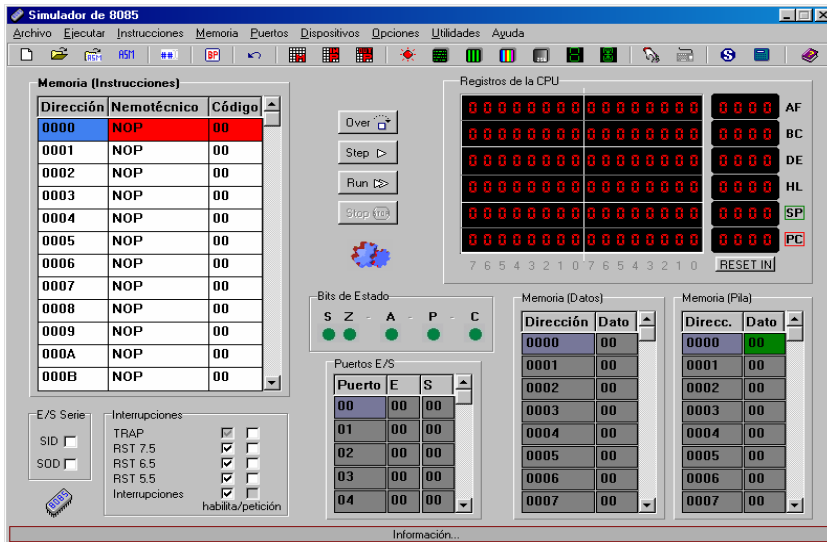 Simulador de 8085
Archivo Ejecutar Instrucciones Memoria Puertos Dispositivos Opciones Utilidades Ayuda
ASM ASM ##! BP S
Memoria (Instrucciones)
Dirección Nemotécnico Código
0000 NOP 00
0001 NOP 00
0002 NOP 00
0003 NOP 00
0004 NOP 00
0005 NOP 00
0006 NOP 00
0007 NOP 00
0008 NOP 00
0009 NOP 00
000A NOP 00
000B NOP 00
Over
Step
Run
Stop STOP
Registros de la CPU
0 0 0 0 0 0 0 0 0 0 0 0 0 0 0 0 0 0 0 0 AF
0 0 0 0 0 0 0 0 0 0 0 0 0 0 0 0 0 0 0 0 BC
0 0 0 0 0 0 0 0 0 0 0 0 0 0 0 0 0 0 0 0 DE
0 0 0 0 0 0 0 0 0 0 0 0 0 0 0 0 0 0 0 0 HL
0 0 0 0 0 0 0 0 0 0 0 0 0 0 0 0 0 0 0 0 SP
0 0 0 0 0 0 0 0 0 0 0 0 0 0 0 0 0 0 0 0 PC
7 6 5 4 3 2 1 0 7 6 5 4 3 2 1 0 RESET IN
Bits de Estado
S Z - A - P - C
Puertos E/S
Puerto E S
00 00 00
01 00 00
02 00 00
03 00 00
04 00 00
Memoria (Datos)
Dirección Dato
0000 00
0001 00
0002 00
0003 00
0004 00
0005 00
0006 00
0007 00
Memoria (Pila)
Direcc. Dato
0000 00
0001 00
0002 00
0003 00
0004 00
0005 00
0006 00
0007 00
E/S Serie
SID
SOD
8085
Interrupciones
TRAP
RST 7.5
RST 6.5
RST 5.5
Interrupciones
habilita/petición
Información...